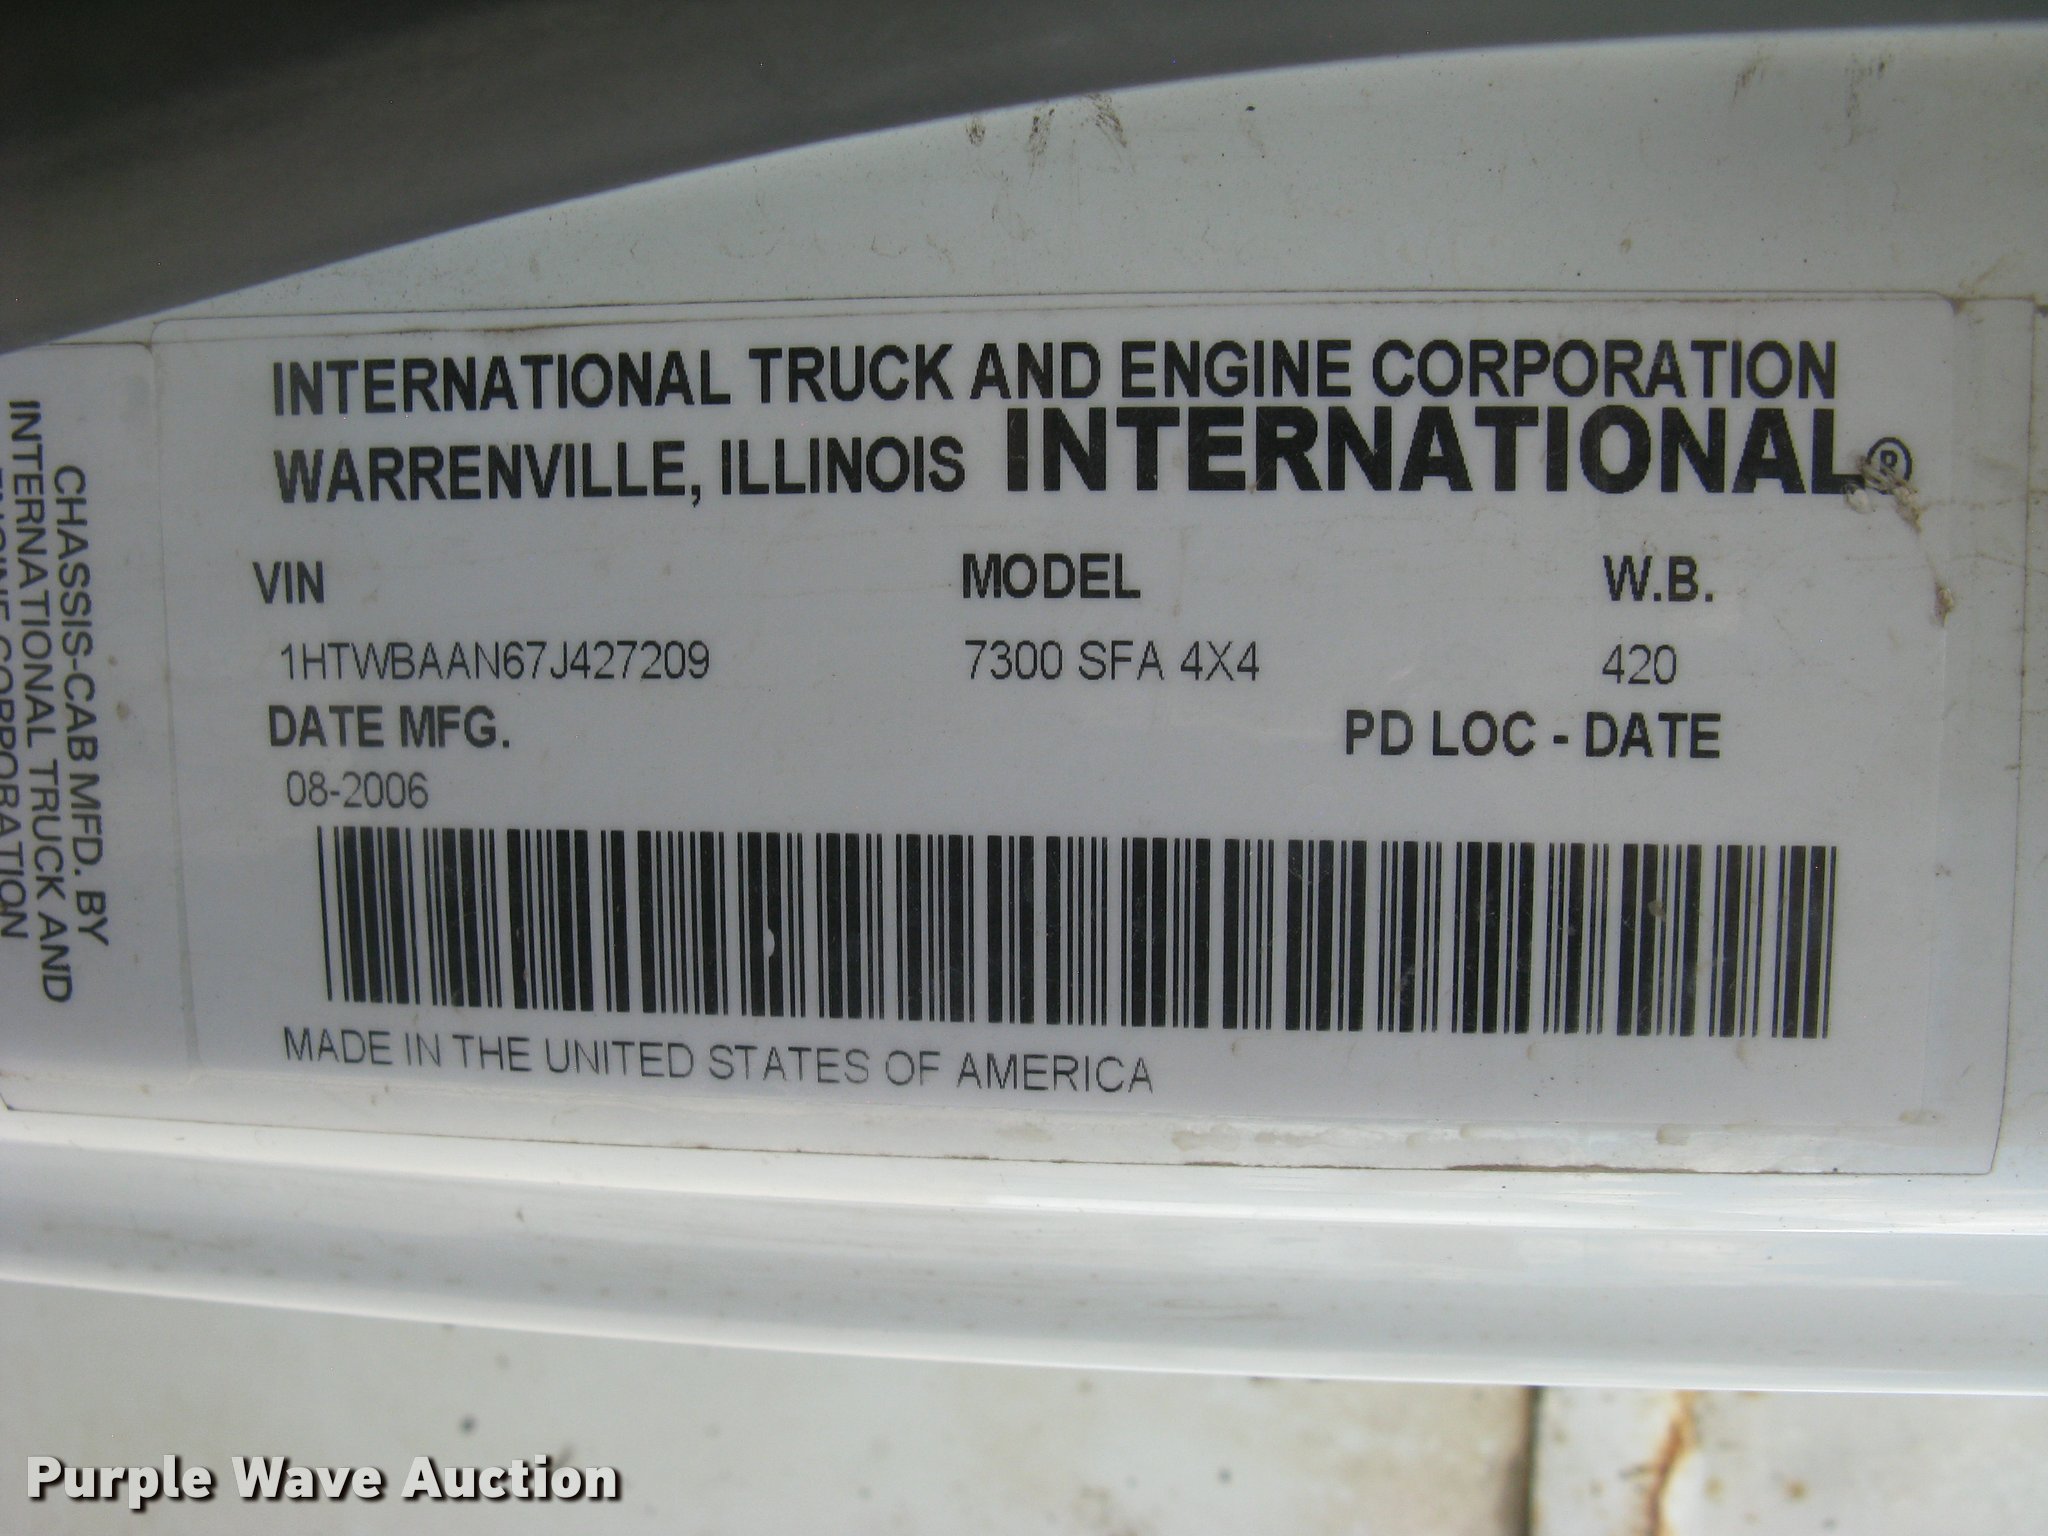 INTERNATIONAL TRUCK AND ENGINE CORPORATION
WARRENVILLE, ILLINOIS INTERNATIONAL®
VIN MODEL W.B.
1HTWBAAN67J427209 7300 SFA 4X4 420
DATE MFG. PD LOC - DATE
08-2006
MADE IN THE UNITED STATES OF AMERICA
CHASSIS-CAB MFD. BY
INTERNATIONAL TRUCK AND
ENGINE CORPORATION
Purple Wave Auction